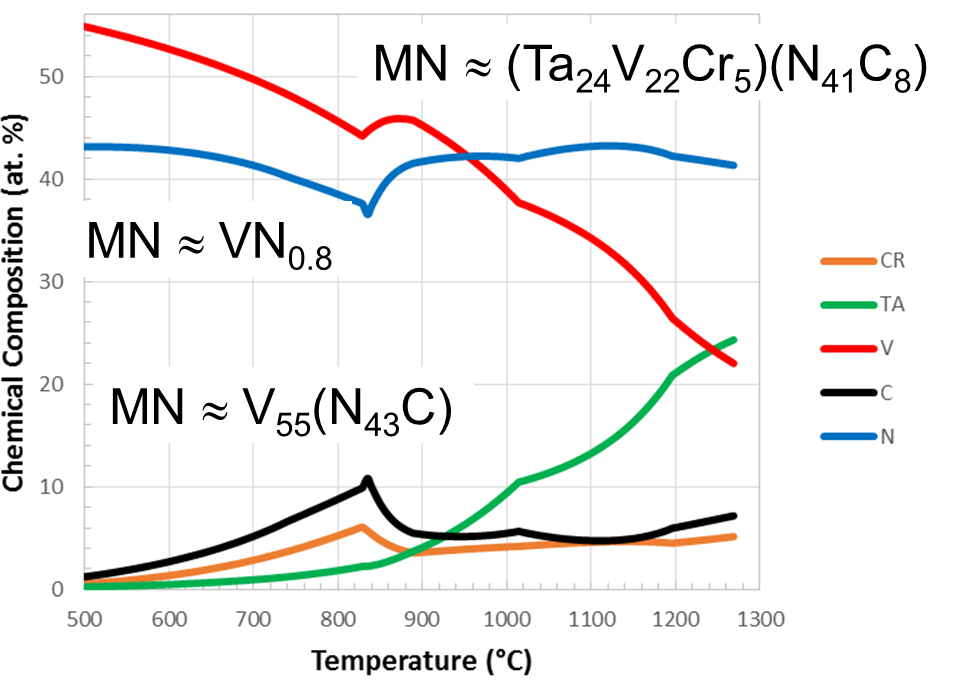 MN ≈ (Ta24V22Cr5)(N41C8)
MN ≈ VN0.8
MN ≈ V55(N43C)
Chemical Composition (at. %)
50
40
30
20
10
0
500 600 700 800 900 1000 1100 1200 1300
Temperature (°C)
CR
TA
V
C
N